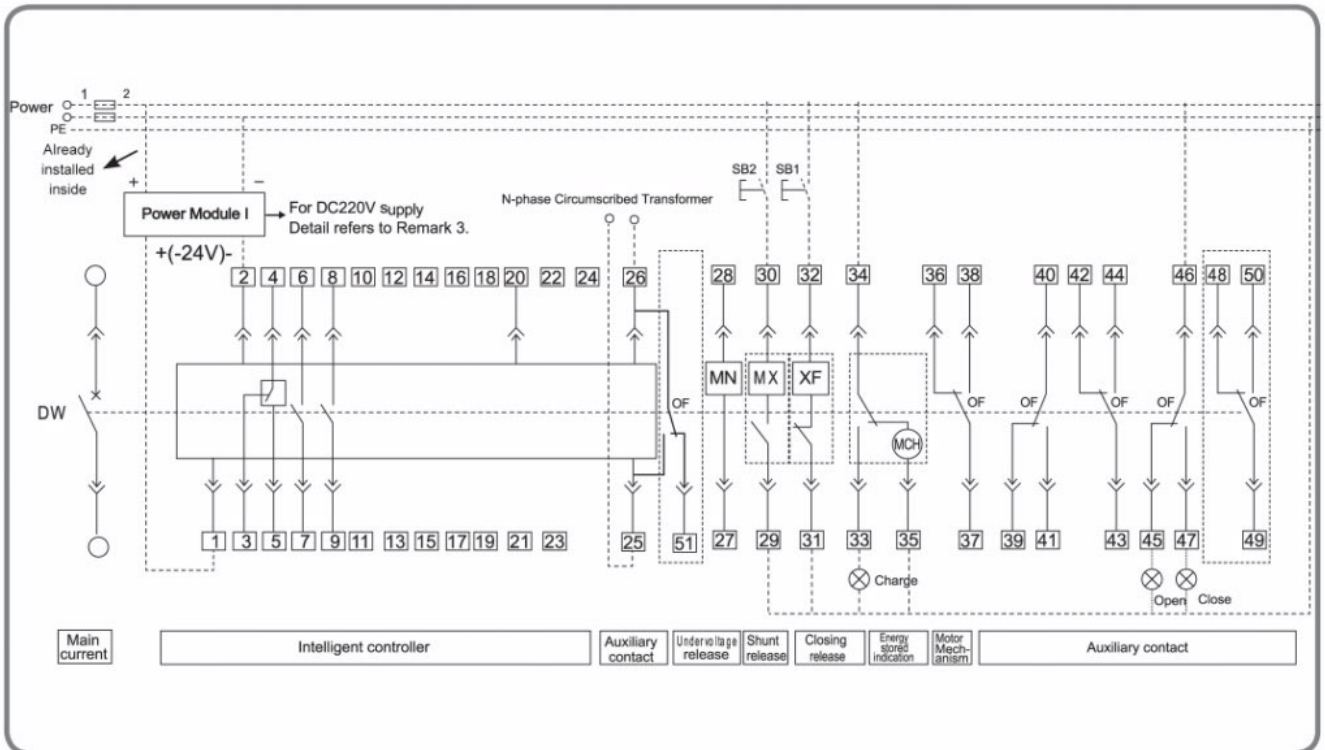 1 2
Power
PE
Already
installed
inside
+ −
Power Module I
For DC220V supply
Detail refers to Remark 3.
+(-24V)-
N-phase Circumscribed Transformer
SB2 SB1
2 4 6 8 10 12 14 16 18 20 22 24 26 28 30 32 34 36 38 40 42 44 46 48 50
MN MX XF
DW
OF OF OF OF OF OF
MCH
1 3 5 7 9 11 13 15 17 19 21 23 25 51 27 29 31 33 35 37 39 41 43 45 47 49
Charge
Open Close
Main
current
Intelligent controller
Auxiliary
contact
Undervoltage
release
Shunt
release
Closing
release
Energy
stored
indication
Motor
Mech-
anism
Auxiliary contact